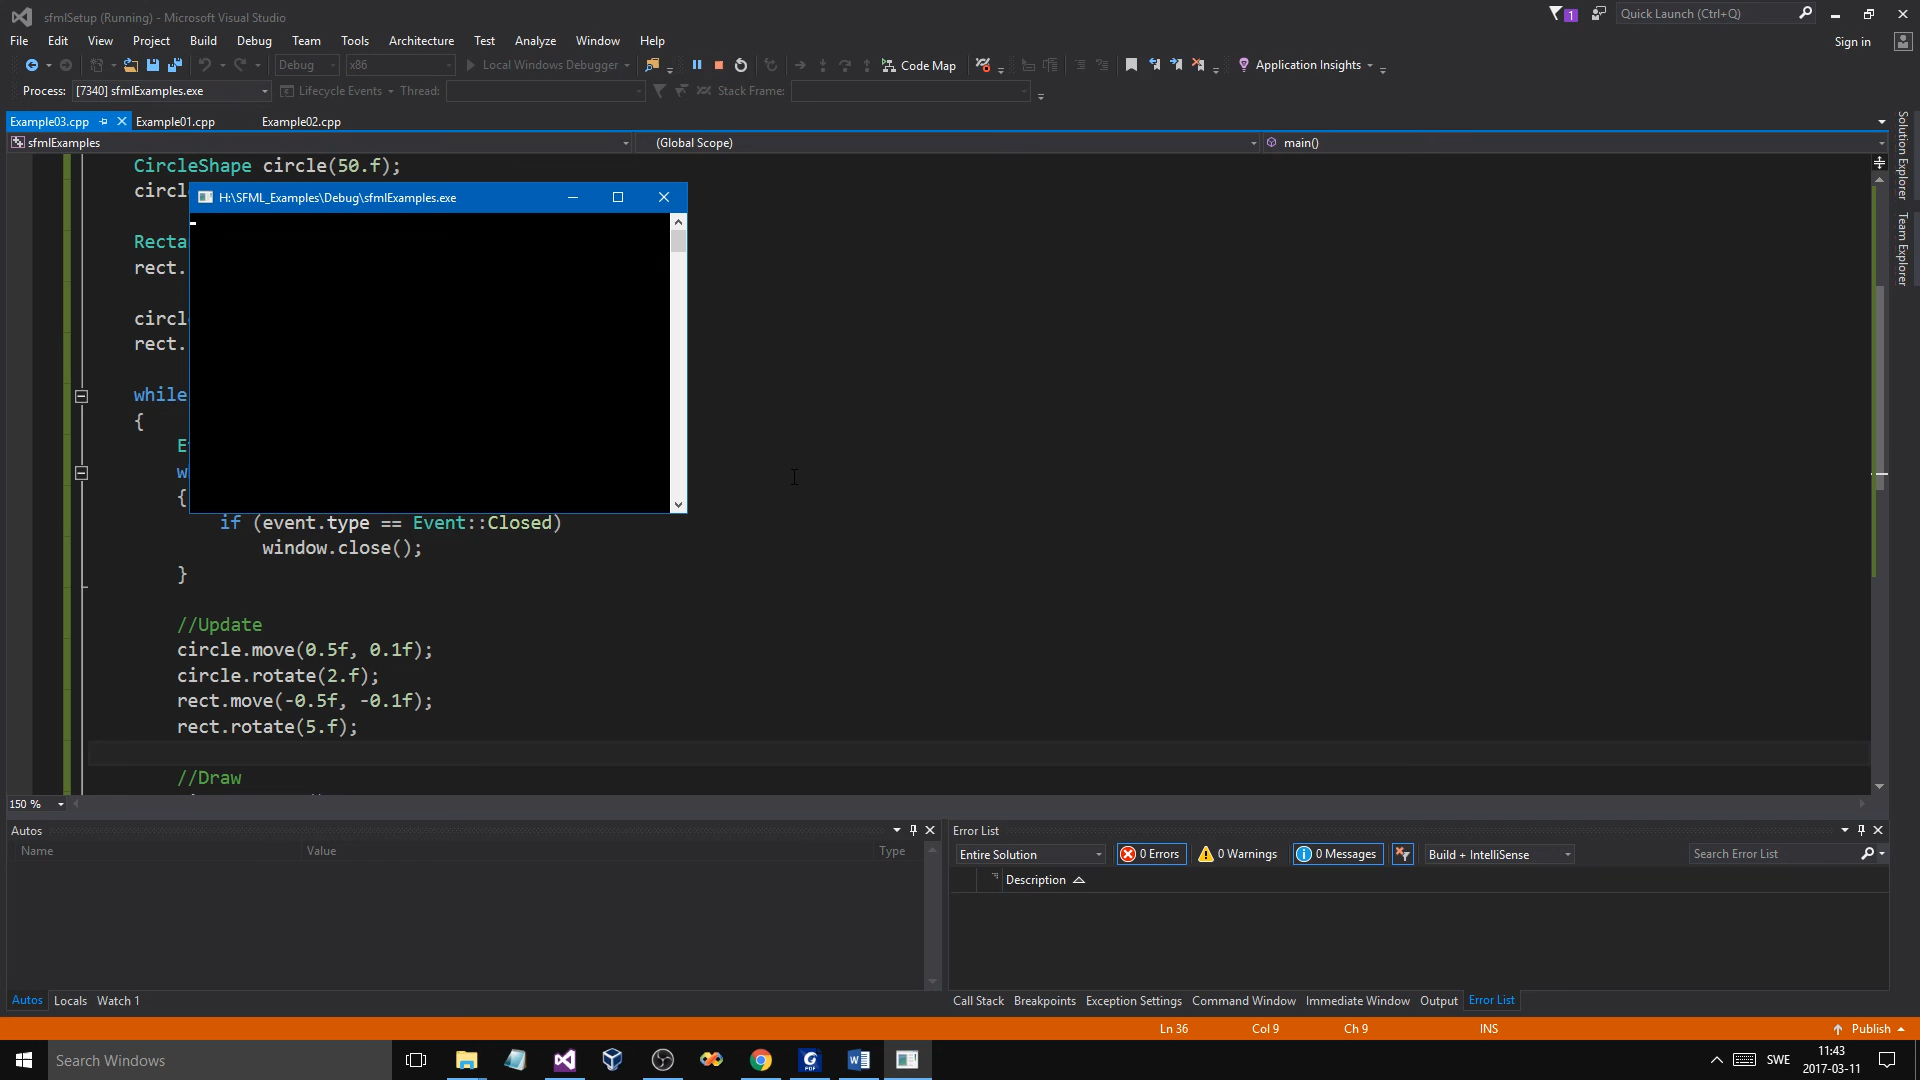 sfmlSetup (Running) - Microsoft Visual Studio
1
Quick Launch (Ctrl+Q)
File Edit View Project Build Debug Team Tools Architecture Test Analyze Window Help
Sign in
Debug x86 Local Windows Debugger Code Map Application Insights
Process: [7340] sfmlExamples.exe Lifecycle Events Thread: Stack Frame:
Example03.cpp Example01.cpp Example02.cpp
sfmlExamples (Global Scope) main()
Solution Explorer
Team Explorer
CircleShape circle(50.f);
circl
H:\SFML_Examples\Debug\sfmlExamples.exe
Recta
rect.
circl
rect.
while
{
E
w
{
if (event.type == Event::Closed)
window.close();
}
//Update
circle.move(0.5f, 0.1f);
circle.rotate(2.f);
rect.move(-0.5f, -0.1f);
rect.rotate(5.f);
//Draw
150 %
Autos
Name Value Type
Autos Locals Watch 1
Error List
Entire Solution 0 Errors 0 Warnings 0 Messages Build + IntelliSense Search Error List
Description
Call Stack Breakpoints Exception Settings Command Window Immediate Window Output Error List
Ln 36 Col 9 Ch 9 INS Publish
Search Windows
SWE
11:43
2017-03-11